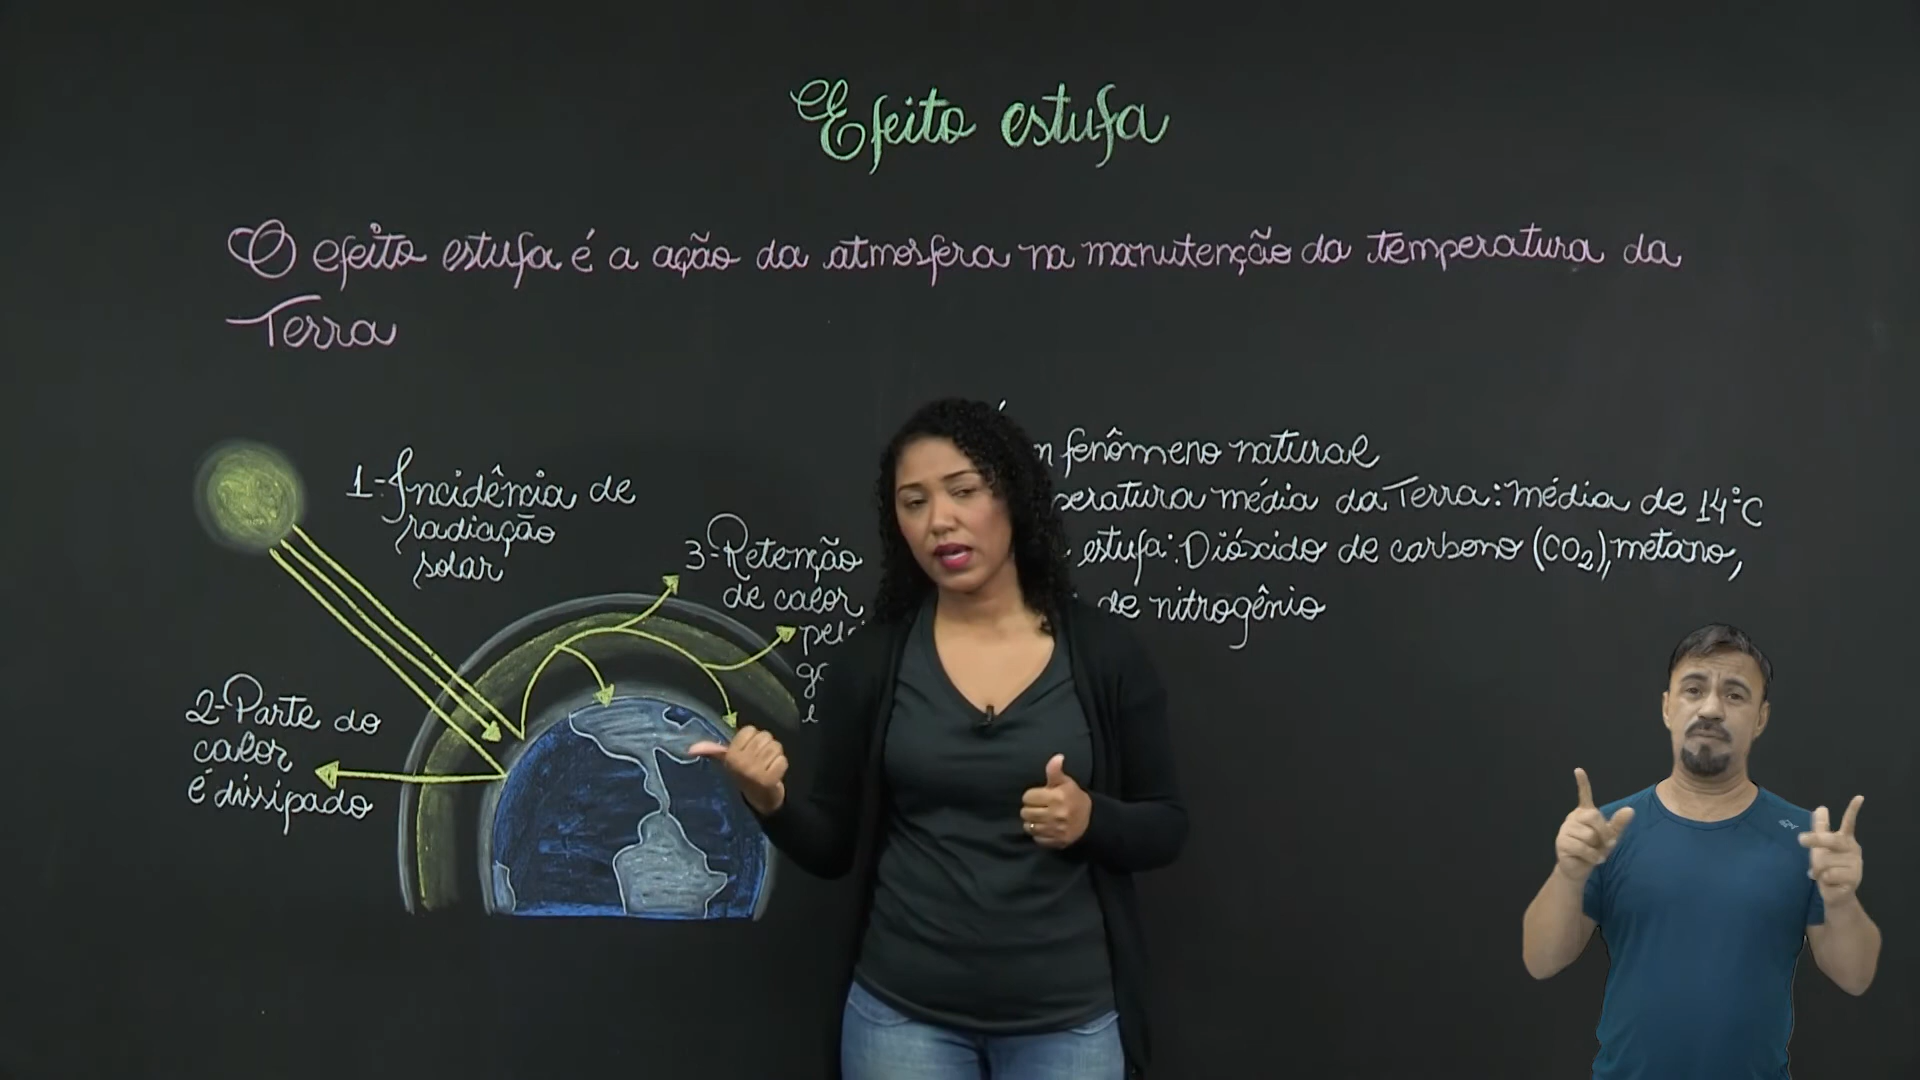 Efeito estufa
O efeito estufa é a ação da atmosfera na manutenção da temperatura da
Terra
1-Incidência de
radiação
solar
3-Retenção
de calor
2-Parte do
calor
é dissipado
fenômeno natural
média da Terra: média de 14°C
estufa: Dióxido de carbono (CO₂), metano,
de nitrogênio